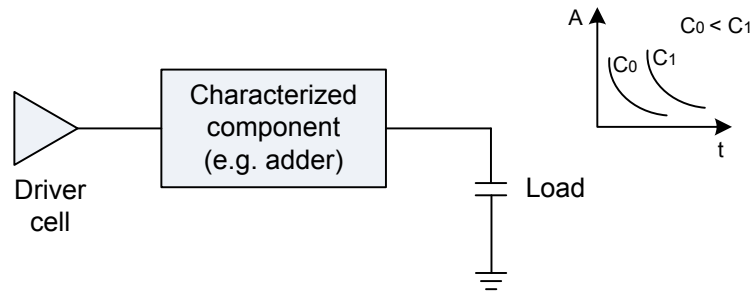 Driver
cell
Characterized
component
(e.g. adder)
Load
A
C0 < C1
C0
C1
t